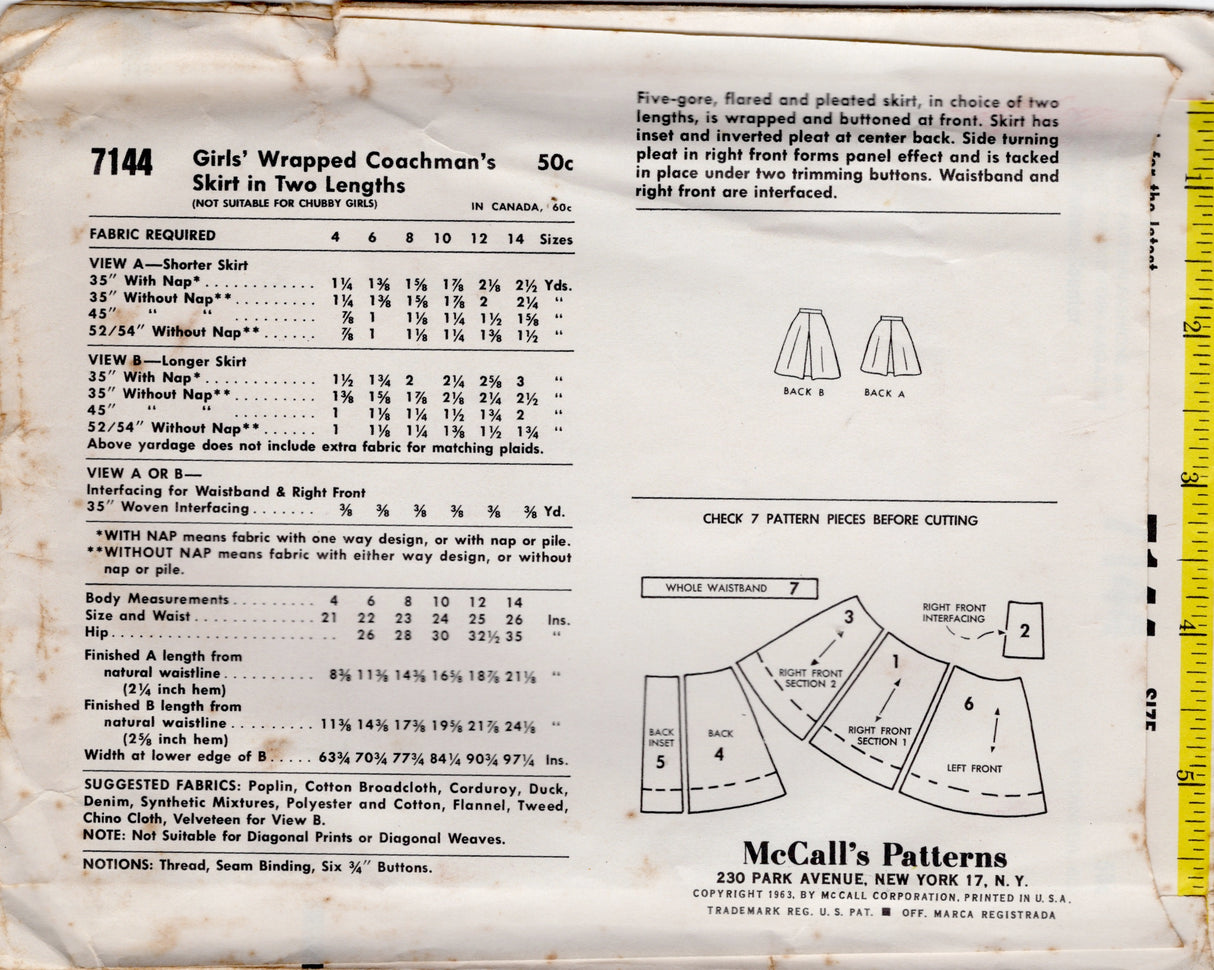 7144
Girls' Wrapped Coachman's 50c
Skirt in Two Lengths
(NOT SUITABLE FOR CHUBBY GIRLS) IN CANADA, 60c
FABRIC REQUIRED 4 6 8 10 12 14 Sizes
VIEW A—Shorter Skirt
35" With Nap* . . . . . . . . . . . . 1¼ 1⅜ 1⅝ 1⅞ 2⅛ 2½ Yds.
35" Without Nap** . . . . . . . . . 1¼ 1⅜ 1⅝ 1⅞ 2 2¼ "
45" " " . . . . . . . . . ⅞ 1 1⅛ 1¼ 1½ 1⅝ "
52/54" Without Nap** . . . . . . ⅞ 1 1⅛ 1¼ 1⅜ 1½ "
VIEW B—Longer Skirt
35" With Nap* . . . . . . . . . . . . 1½ 1¾ 2 2¼ 2⅝ 3 "
35" Without Nap** . . . . . . . . . 1⅜ 1⅝ 1⅞ 2⅛ 2¼ 2½ "
45" " " . . . . . . . . . 1 1⅛ 1¼ 1½ 1¾ 2 "
52/54" Without Nap** . . . . . . 1 1⅛ 1¼ 1⅜ 1½ 1¾ "
Above yardage does not include extra fabric for matching plaids.
VIEW A OR B—
Interfacing for Waistband & Right Front
35" Woven Interfacing . . . . . . . ⅜ ⅜ ⅜ ⅜ ⅜ ⅜ Yd.
*WITH NAP means fabric with one way design, or with nap or pile.
**WITHOUT NAP means fabric with either way design, or without
nap or pile.
Body Measurements . . . . . . . . . 4 6 8 10 12 14
Size and Waist . . . . . . . . . . . . . 21 22 23 24 25 26 Ins.
Hip . . . . . . . . . . . . . . . . . . . . . 26 28 30 32½ 35 "
Finished A length from
natural waistline . . . . . . . . . . 8⅜ 11⅜ 14⅜ 16⅝ 18⅞ 21⅛ "
(2¼ inch hem)
Finished B length from
natural waistline . . . . . . . . . 11⅜ 14⅜ 17⅜ 19⅝ 21⅞ 24⅛ "
(2⅝ inch hem)
Width at lower edge of B . . . . . 63¾ 70¾ 77¾ 84¼ 90¾ 97¼ Ins.
SUGGESTED FABRICS: Poplin, Cotton Broadcloth, Corduroy, Duck,
Denim, Synthetic Mixtures, Polyester and Cotton, Flannel, Tweed,
Chino Cloth, Velveteen for View B.
NOTE: Not Suitable for Diagonal Prints or Diagonal Weaves.
NOTIONS: Thread, Seam Binding, Six ¾" Buttons.
Five-gore, flared and pleated skirt, in choice of two
lengths, is wrapped and buttoned at front. Skirt has
inset and inverted pleat at center back. Side turning
pleat in right front forms panel effect and is tacked
in place under two trimming buttons. Waistband and
right front are interfaced.
BACK B BACK A
CHECK 7 PATTERN PIECES BEFORE CUTTING
WHOLE WAISTBAND 7
3
RIGHT FRONT
SECTION 2
1
RIGHT FRONT
SECTION 1
RIGHT FRONT
INTERFACING
2
6
LEFT FRONT
BACK
INSET
5
BACK
4
McCall's Patterns
230 PARK AVENUE, NEW YORK 17, N. Y.
COPYRIGHT 1963, BY McCALL CORPORATION, PRINTED IN U. S. A.
TRADEMARK REG. U. S. PAT. ■ OFF. MARCA REGISTRADA
for the latest
SIZE
1
2
3
4
5